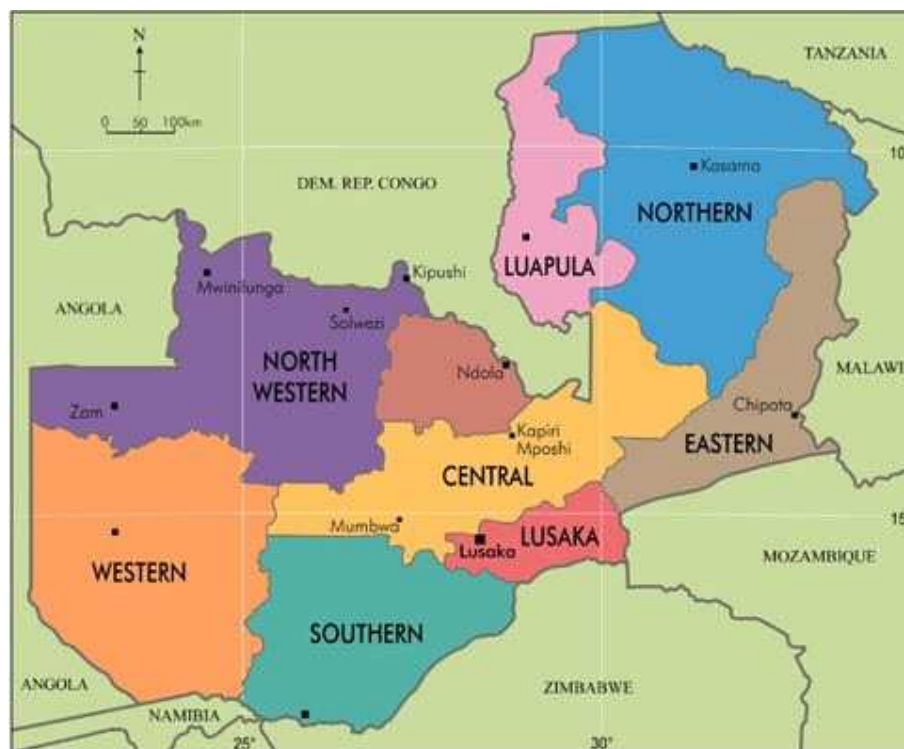 N
0 50 100km
TANZANIA
10
Kasama
DEM. REP. CONGO
NORTHERN
LUAPULA
Kipushi
Mwinilunga
ANGOLA
Solwezi
NORTH
WESTERN
Ndola
MALAWI
Zam
Chipata
Kapiri
Mposhi
EASTERN
CENTRAL
15
Mumbwa
LUSAKA
Lusaka
MOZAMBIQUE
WESTERN
SOUTHERN
ANGOLA
ZIMBABWE
NAMIBIA
25°
30°